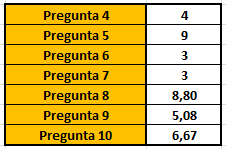 Pregunta 4 4
Pregunta 5 9
Pregunta 6 3
Pregunta 7 3
Pregunta 8 8,80
Pregunta 9 5,08
Pregunta 10 6,67